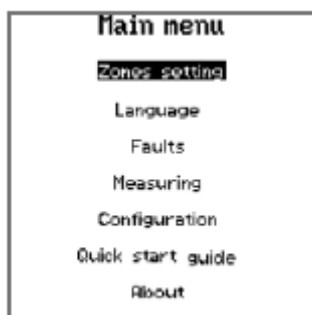 Main menu
Zones setting
Language
Faults
Measuring
Configuration
Quick start guide
About